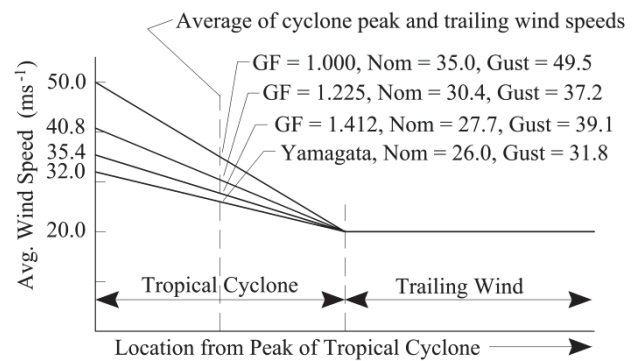 Average of cyclone peak and trailing wind speeds
GF = 1.000, Nom = 35.0, Gust = 49.5
GF = 1.225, Nom = 30.4, Gust = 37.2
GF = 1.412, Nom = 27.7, Gust = 39.1
Yamagata, Nom = 26.0, Gust = 31.8
Avg. Wind Speed (ms⁻¹)
50.0
40.8
35.4
32.0
20.0
Tropical Cyclone
Trailing Wind
Location from Peak of Tropical Cyclone